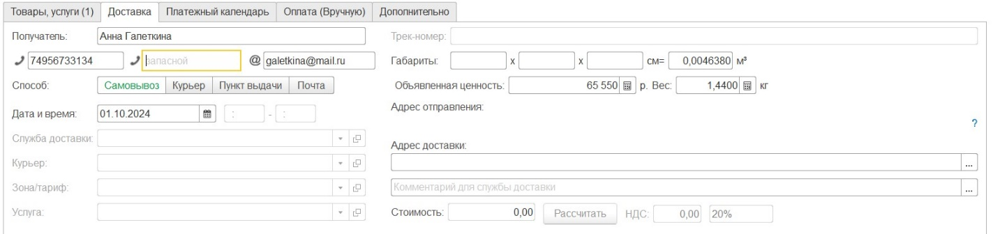 Товары, услуги (1) Доставка Платежный календарь Оплата (Вручную) Дополнительно
Получатель: Анна Галеткина Трек-номер:
74956733134 запасной @ galetkina@mail.ru Габариты: x x см= 0,0046380 м³
Способ: Самовывоз Курьер Пункт выдачи Почта Объявленная ценность: 65 550 р. Вес: 1,4400 кг
Дата и время: 01.10.2024 : - : Адрес отправления:
?
Служба доставки: Адрес доставки:
Курьер: ...
Зона/тариф: Комментарий для службы доставки ...
Услуга: Стоимость: 0,00 Рассчитать НДС: 0,00 20%